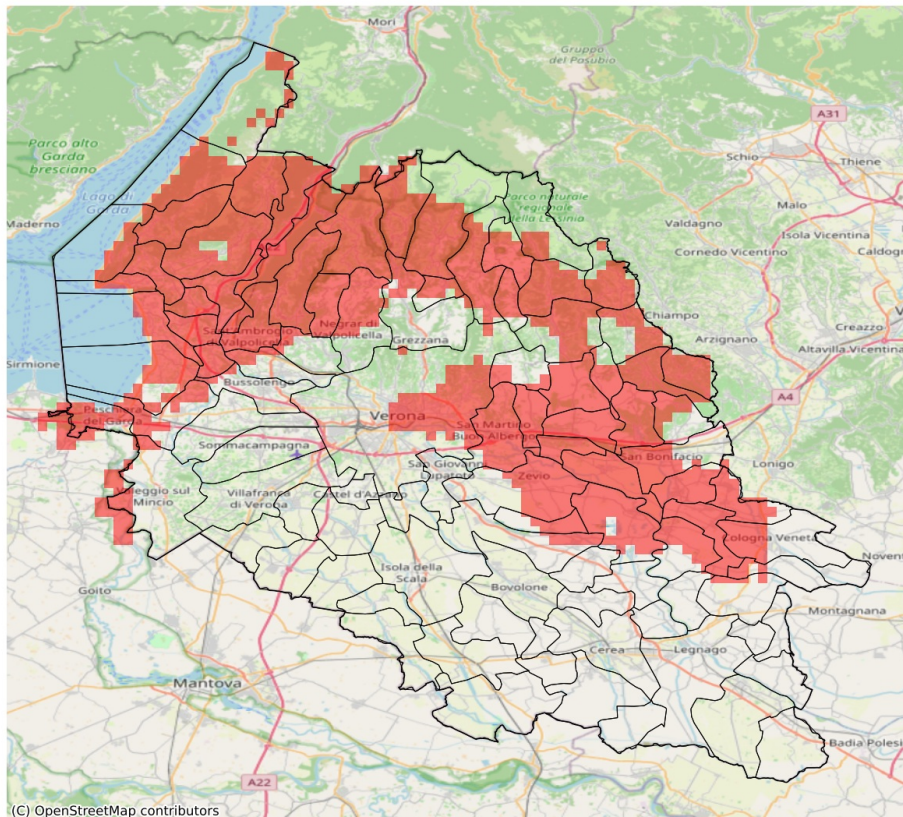 Mori
Gruppo
del Pasubio
A31
Schio
Thiene
Parco alto
Garda
bresciano
Lago di
Garda
Parco naturale
regionale
della Lessinia
Malo
Maderno
Valdagno
Isola Vicentina
Cornedo Vicentino
Caldogn
Chiampo
Sant'Ambrogio
di Valpolicella
Negrar di
Valpolicella
Grezzana
Creazzo
Arzignano
Altavilla Vicentina
Sirmione
Bussolengo
A4
Peschiera
del Garda
Verona
San Martino
Buon Albergo
Sommacampagna
San Bonifacio
Lonigo
San Giovanni
Lupatoto
Zevio
Valeggio sul
Mincio
Villafranca
di Verona
Castel d'Azzano
Cologna Veneta
Novent
Isola della
Scala
Goito
Bovolone
Montagnana
Cerea
Legnago
Mantova
Badia Polesi
A22
(C) OpenStreetMap contributors